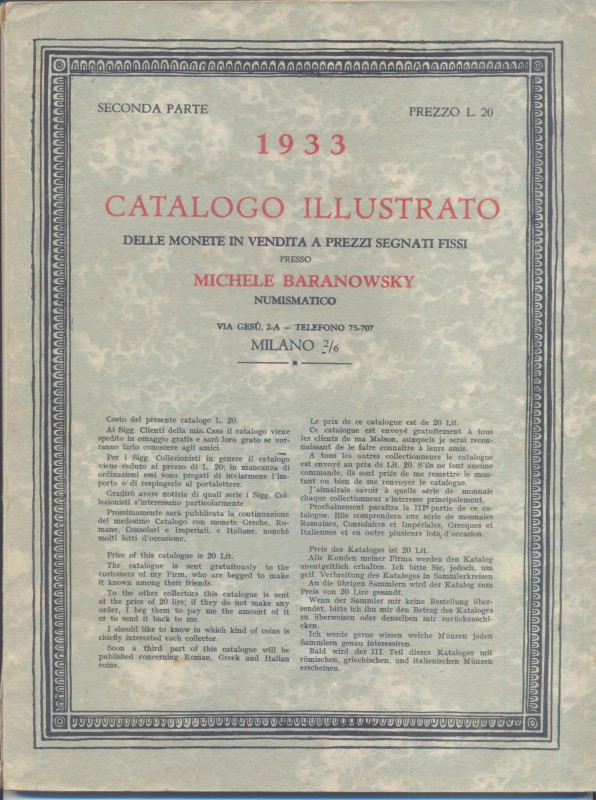 SECONDA PARTE
PREZZO L. 20
1933
CATALOGO ILLUSTRATO
DELLE MONETE IN VENDITA A PREZZI SEGNATI FISSI
PRESSO
MICHELE BARANOWSKY
NUMISMATICO
VIA GESÙ, 2-A – TELEFONO 75-707
MILANO 2/6
Costo del presente catalogo L. 20.
Ai Sigg. Clienti della mia Casa il catalogo viene
spedito in omaggio gratis e sarò loro grato se vor-
ranno farlo conoscere agli amici.
Per i Sigg. Collezionisti in genere il catalogo
viene ceduto al prezzo di L. 20; in mancanza di
ordinazioni essi sono pregati di inviarmene l'im-
porto o di respingerlo al portalettere.
Gradirò avere notizia di quali serie i Sigg. Col-
lezionisti s'interessano particolarmente.
Prossimamente sarà pubblicata la continuazione
del medesimo Catalogo con monete Greche, Ro-
mane, Consolari e Imperiali, e Italiane, nonchè
molti lotti d'occasione.
Price of this catalogue is 20 Lit.
The catalogue is sent gratuitously to the
customers of my Firm, who are begged to make
it known among their friends.
To the other collectors this catalogue is sent
at the price of 20 lire; if they do not make any
order, I beg them to pay me the amount of it
or to send it back to me.
I should like to know in which kind of coins is
chiefly interested each collector.
Soon a third part of this catalogue will be
published concerning Roman, Greek and Italian
coins.
Le prix de ce catalogue est de 20 Lit.
Ce catalogue est envoyé gratuitement à tous
les clients de ma Maison, auxquels je serai recon-
naissant de le faire connaître à leurs amis.
A tous les autres collectionneurs le catalogue
est envoyé au prix de Lit. 20. S'ils ne font aucune
commande, ils sont priés de me remettre le mon-
tant ou bien de me renvoyer le catalogue.
J'aimerais savoir à quelle série de monnaie
chaque collectionneur s'interesse principalement.
Prochainement paraîtra la IIIe partie de ce ca-
talogue. Elle comprendra une série de monnaies
Romaines, Consulaires et Impériales, Grecques et
Italiennes et en outre plusieurs lots d'occasion.
Preis des Kataloges ist 20 Lit.
Alle Kunden meiner Firma werden den Katalog
unentgeltlich erhalten. Ich bitte Sie, jedoch, um
gefl. Verbreitung des Kataloges in Sammlerkreisen
An die übrigen Sammlern wird der Katalog zum
Preis von 20 Lire gesandt.
Wenn der Sammler mir keine Bestellung über-
sendet, bitte ich ihm mir den Betrag des Kataloges
zu überweisen oder denselben mir zurückzuschi-
cken.
Ich werde gerne wissen welche Münzen jeden
Sammlern genau interessiren.
Bald wird der III. Teil dieses Kataloges mit
römischen, griechischen, und italienischen Münzen
erscheinen.